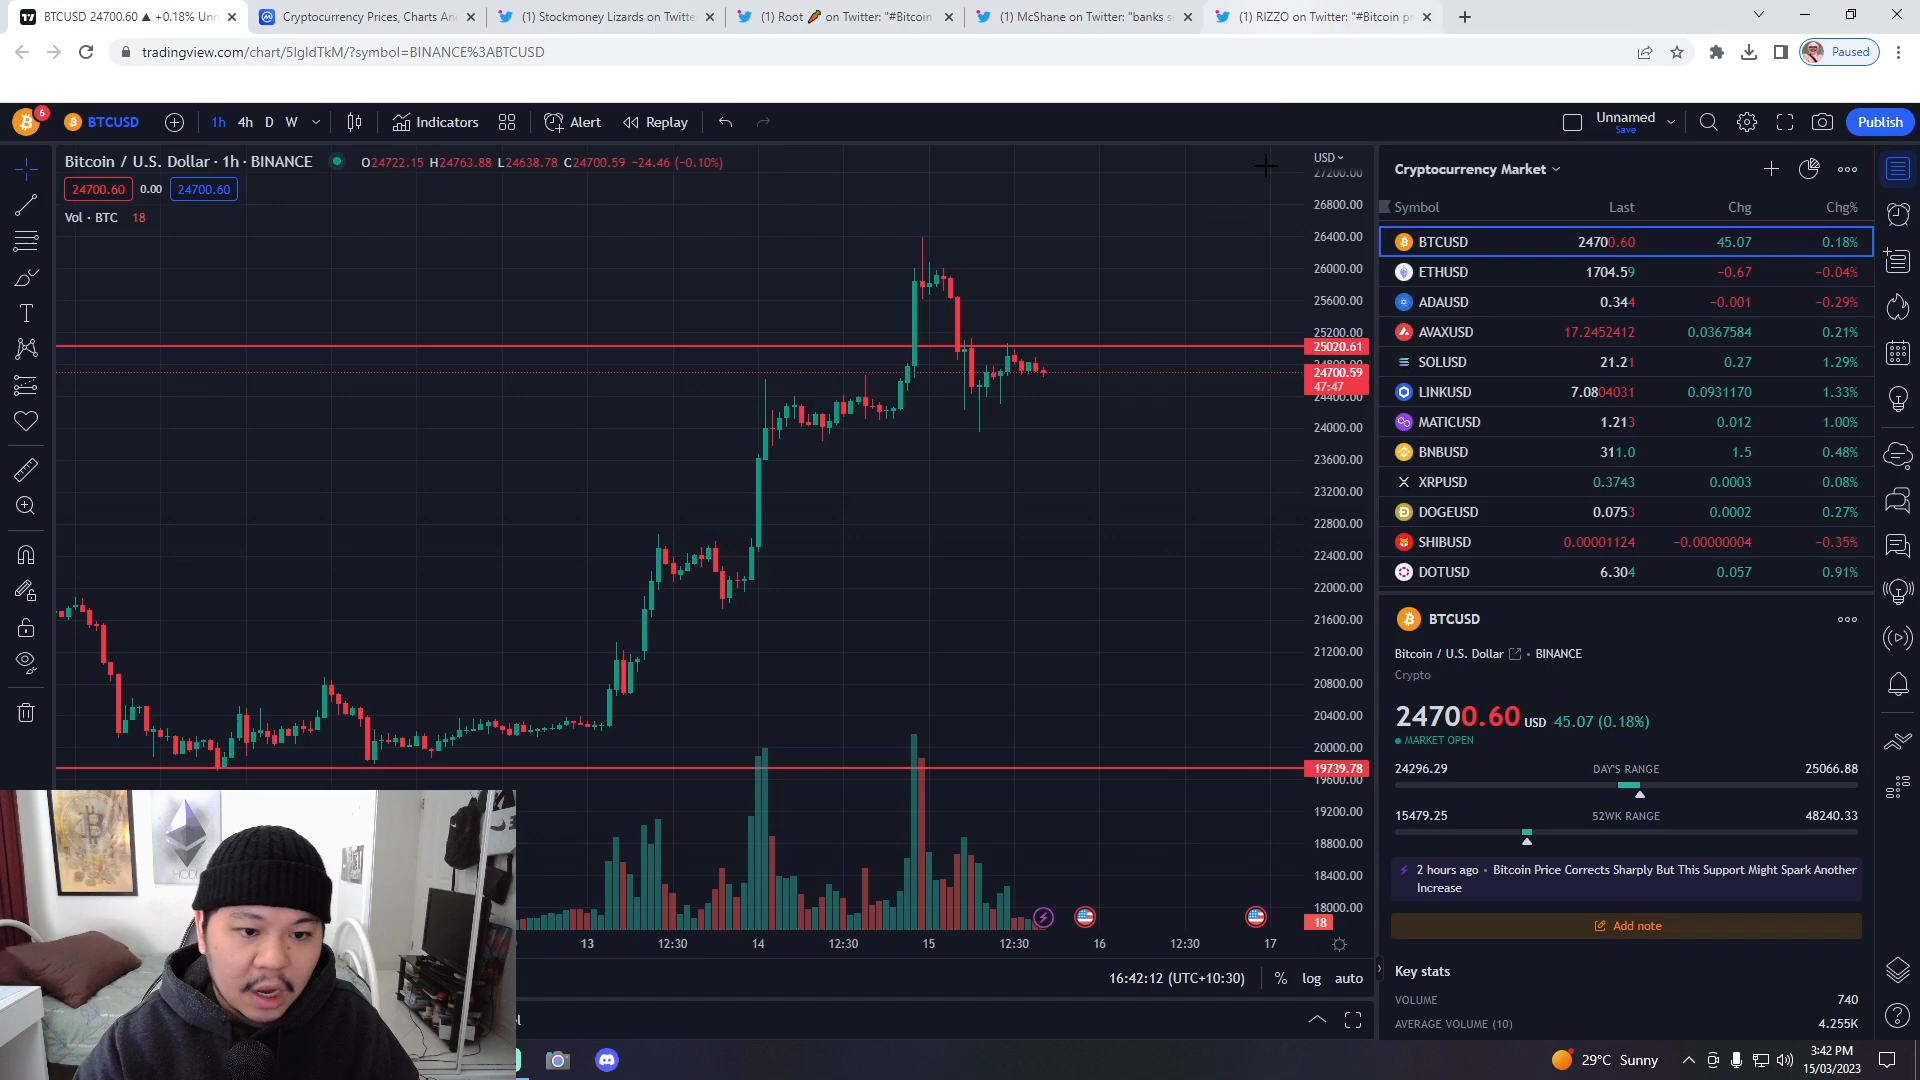 BTCUSD 24700.60 ▲ +0.18% Unn
Cryptocurrency Prices, Charts An
(1) Stockmoney Lizards on Twitte
(1) Root 🥕 on Twitter: "#Bitcoin
(1) McShane on Twitter: "banks s
(1) RIZZO on Twitter: "#Bitcoin pr
tradingview.com/chart/5IgIdTkM/?symbol=BINANCE%3ABTCUSD
Paused
6
BTCUSD
1h
4h
D
W
Indicators
Alert
Replay
Unnamed
Save
Publish
Bitcoin / U.S. Dollar · 1h · BINANCE
O24722.15 H24763.88 L24638.78 C24700.59 −24.46 (−0.10%)
24700.60
0.00
24700.60
Vol · BTC 18
USD
27200.00
26800.00
26400.00
26000.00
25600.00
25200.00
25020.61
24800.00
24700.59
47:47
24400.00
24000.00
23600.00
23200.00
22800.00
22400.00
22000.00
21600.00
21200.00
20800.00
20400.00
20000.00
19739.78
19600.00
19200.00
18800.00
18400.00
18000.00
18
13
12:30
14
12:30
15
12:30
16
12:30
17
16:42:12 (UTC+10:30)
%
log
auto
Cryptocurrency Market
Symbol Last Chg Chg%
BTCUSD 24700.60 45.07 0.18%
ETHUSD 1704.59 −0.67 −0.04%
ADAUSD 0.344 −0.001 −0.29%
AVAXUSD 17.2452412 0.0367584 0.21%
SOLUSD 21.21 0.27 1.29%
LINKUSD 7.0804031 0.0931170 1.33%
MATICUSD 1.213 0.012 1.00%
BNBUSD 311.0 1.5 0.48%
XRPUSD 0.3743 0.0003 0.08%
DOGEUSD 0.0753 0.0002 0.27%
SHIBUSD 0.00001124 −0.00000004 −0.35%
DOTUSD 6.304 0.057 0.91%
BTCUSD
Bitcoin / U.S. Dollar • BINANCE
Crypto
24700.60 USD 45.07 (0.18%)
MARKET OPEN
24296.29 DAY'S RANGE 25066.88
15479.25 52WK RANGE 48240.33
2 hours ago • Bitcoin Price Corrects Sharply But This Support Might Spark Another
Increase
Add note
Key stats
VOLUME 740
AVERAGE VOLUME (10) 4.255K
29°C Sunny
3:42 PM
15/03/2023